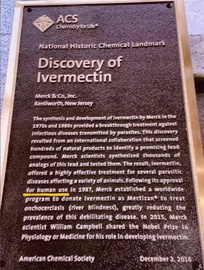 ACS
Chemistry for Life®
National Historic Chemical Landmark
Discovery of
Ivermectin
Merck & Co., Inc.
Kenilworth, New Jersey
The synthesis and development of ivermectin by Merck in the
1970s and 1980s provided a breakthrough treatment against
infectious diseases transmitted by parasites. This discovery
resulted from an international collaboration that screened
hundreds of natural products to identify a promising lead
compound. Merck scientists synthesized thousands of
analogs of this lead and tested them. The result, Ivermectin,
offered a highly effective treatment for several parasitic
diseases affecting a variety of animals. Following its approval
for human use in 1987, Merck established a worldwide
program to donate Ivermectin as Mectizan® to treat
onchocerciasis (river blindness), greatly reducing the
prevalence of this debilitating disease. In 2015, Merck
scientist William Campbell shared the Nobel Prize in
Physiology or Medicine for his role in developing ivermectin.
American Chemical Society
December 2, 2016